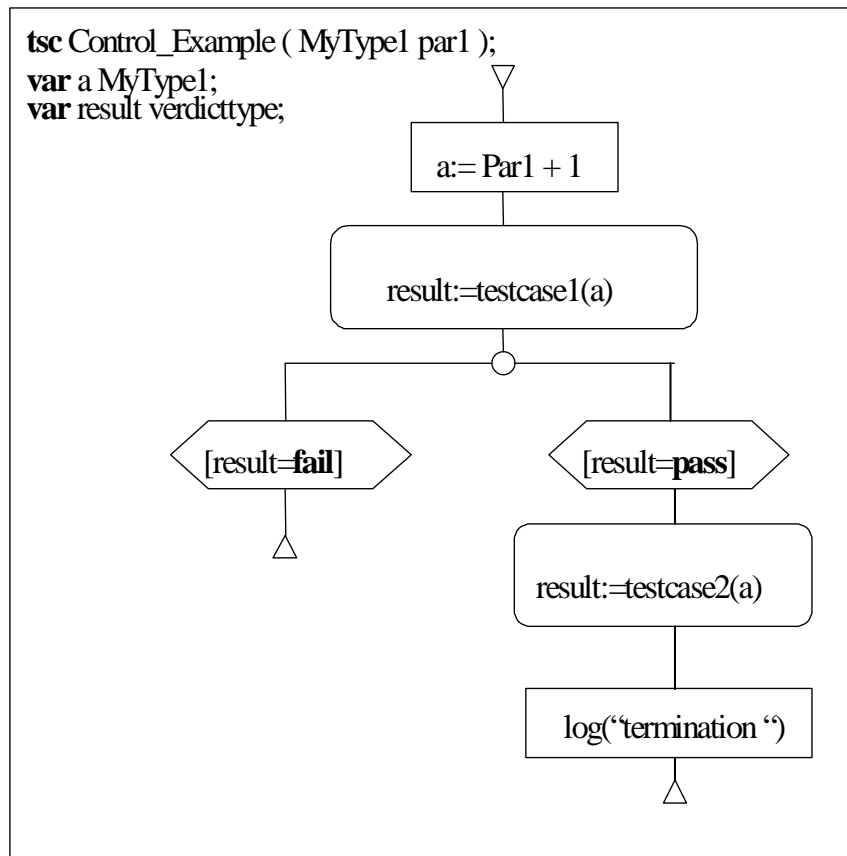 tsc Control_Example ( MyType1 par1 );
var a MyType1;
var result verdicttype;
a:= Par1 + 1
result:=testcase1(a)
[result=fail]
[result=pass]
result:=testcase2(a)
log(“termination “)